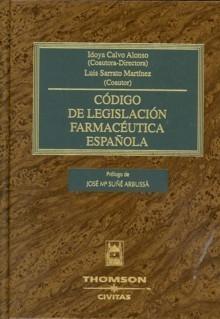 Idoya Calvo Alonso
(Coautora-Directora)
Luis Sarrato Martínez
(Coautor)
CÓDIGO
DE LEGISLACIÓN
FARMACÉUTICA
ESPAÑOLA
Prólogo de
JOSÉ Mª SUÑÉ ARBUSSÀ
THOMSON
CIVITAS